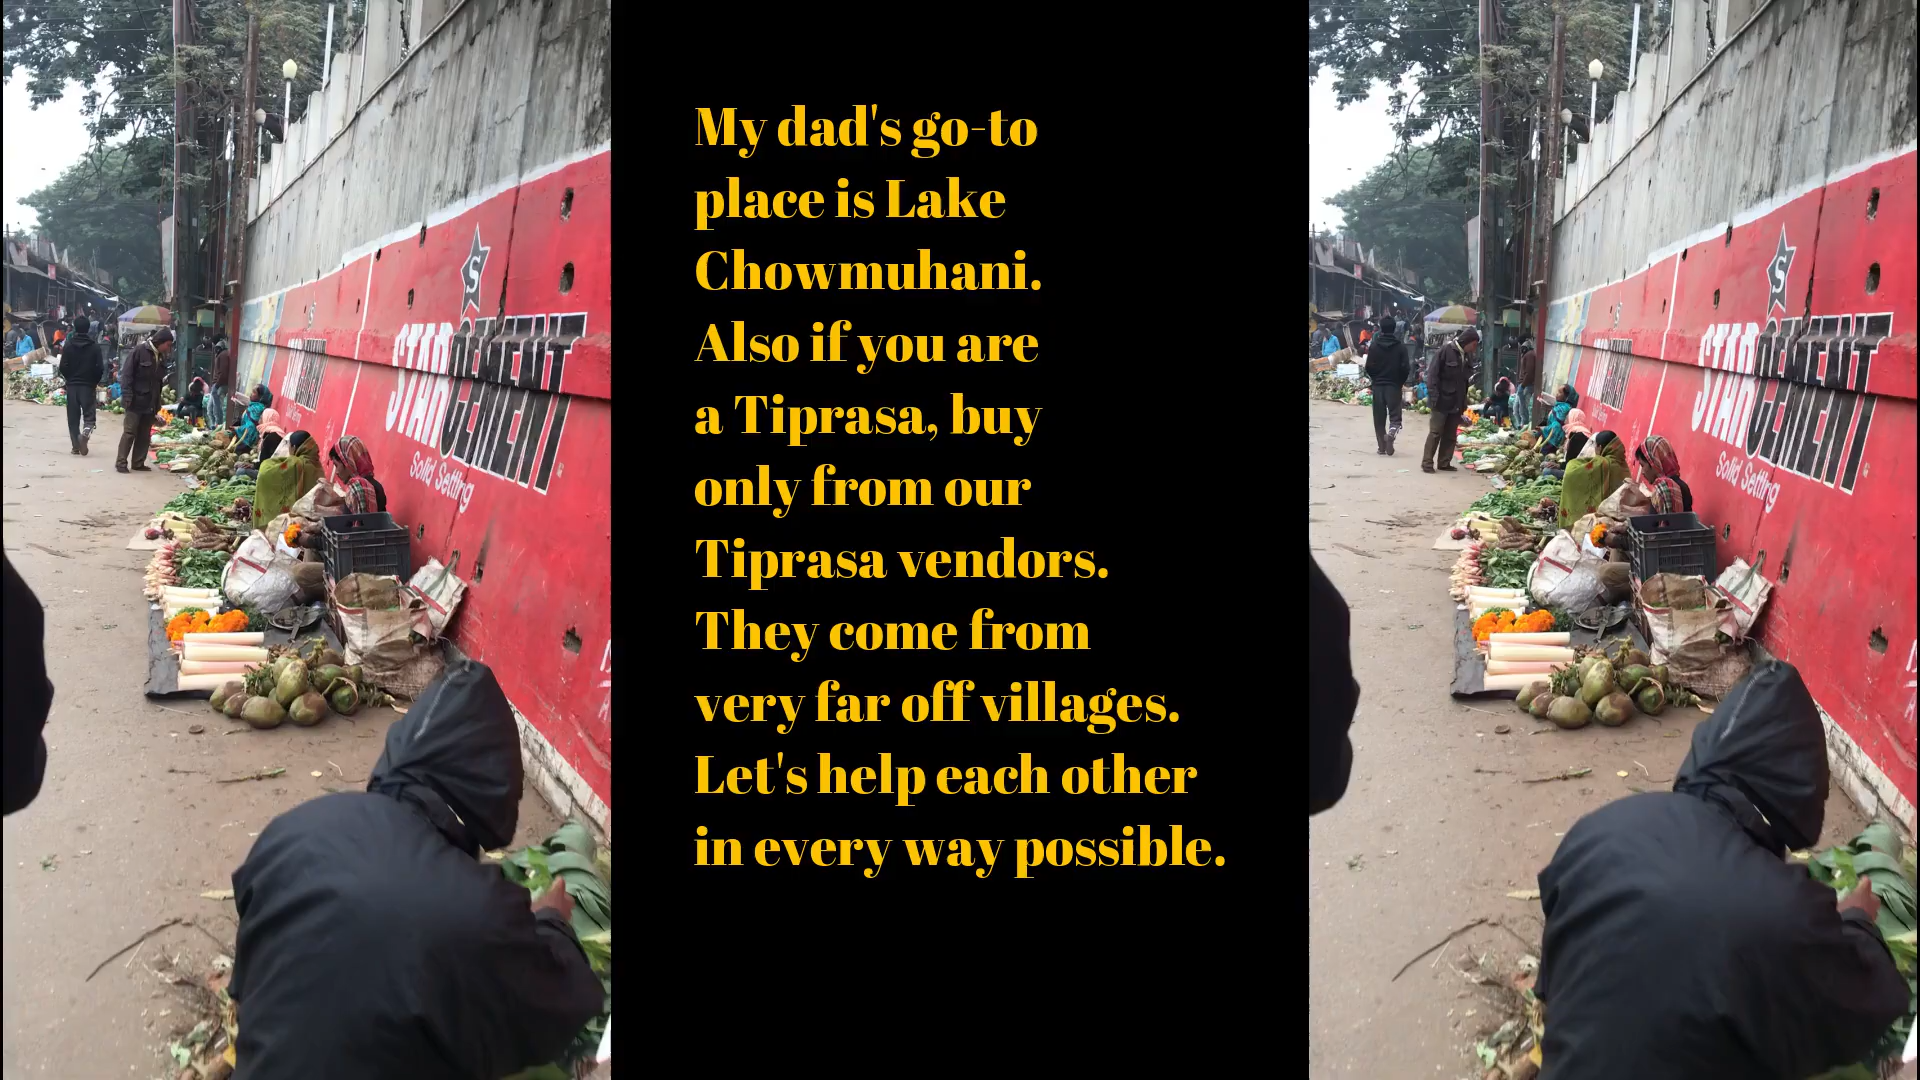 My dad's go-to
place is Lake
Chowmuhani.
Also if you are
a Tiprasa, buy
only from our
Tiprasa vendors.
They come from
very far off villages.
Let's help each other
in every way possible.
S
STAR CEMENT
Solid Setting
S
STAR CEMENT
Solid Setting